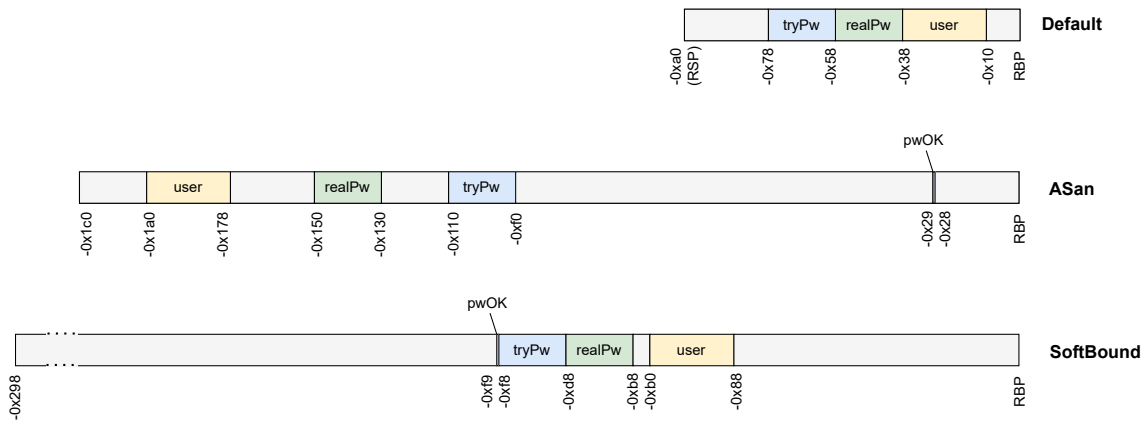 tryPw realPw user Default
-0xa0 (RSP) -0x78 -0x58 -0x38 -0x10 RBP
pwOK
user realPw tryPw ASan
-0x1c0 -0x1a0 -0x178 -0x150 -0x130 -0x110 -0xf0 -0x29 -0x28 RBP
pwOK
tryPw realPw user SoftBound
-0x298 -0xf9 -0xf8 -0xd8 -0xb8 -0xb0 -0x88 RBP